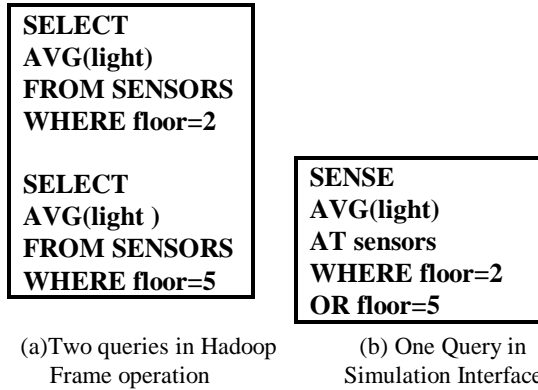 SELECT
AVG(light)
FROM SENSORS
WHERE floor=2
SELECT
AVG(light )
FROM SENSORS
WHERE floor=5
(a)Two queries in Hadoop
Frame operation
SENSE
AVG(light)
AT sensors
WHERE floor=2
OR floor=5
(b) One Query in
Simulation Interface